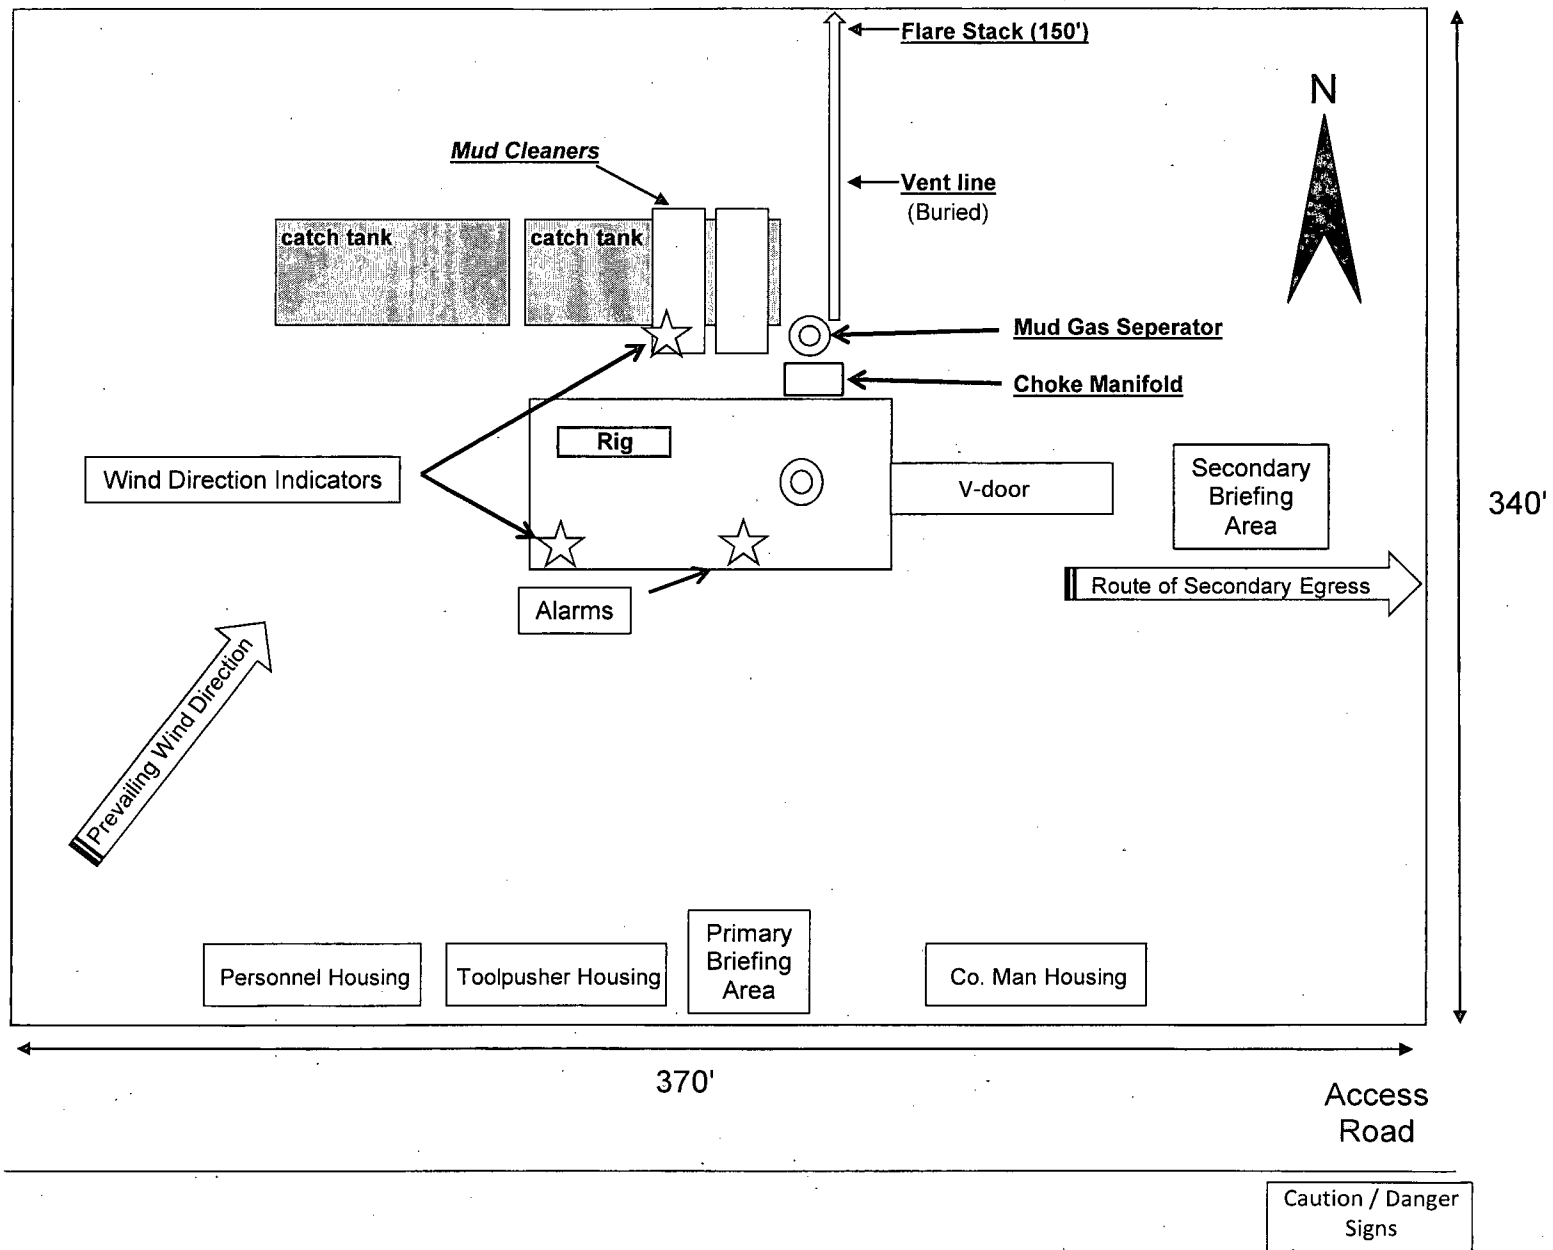 Flare Stack (150')
N
Mud Cleaners
Vent line
(Buried)
catch tank
catch tank
Mud Gas Seperator
Choke Manifold
Rig
Wind Direction Indicators
V-door
Secondary
Briefing
Area
340'
Route of Secondary Egress
Alarms
Prevailing Wind Direction
Primary
Briefing
Area
Personnel Housing
Toolpusher Housing
Co. Man Housing
370'
Access
Road
Caution / Danger
Signs